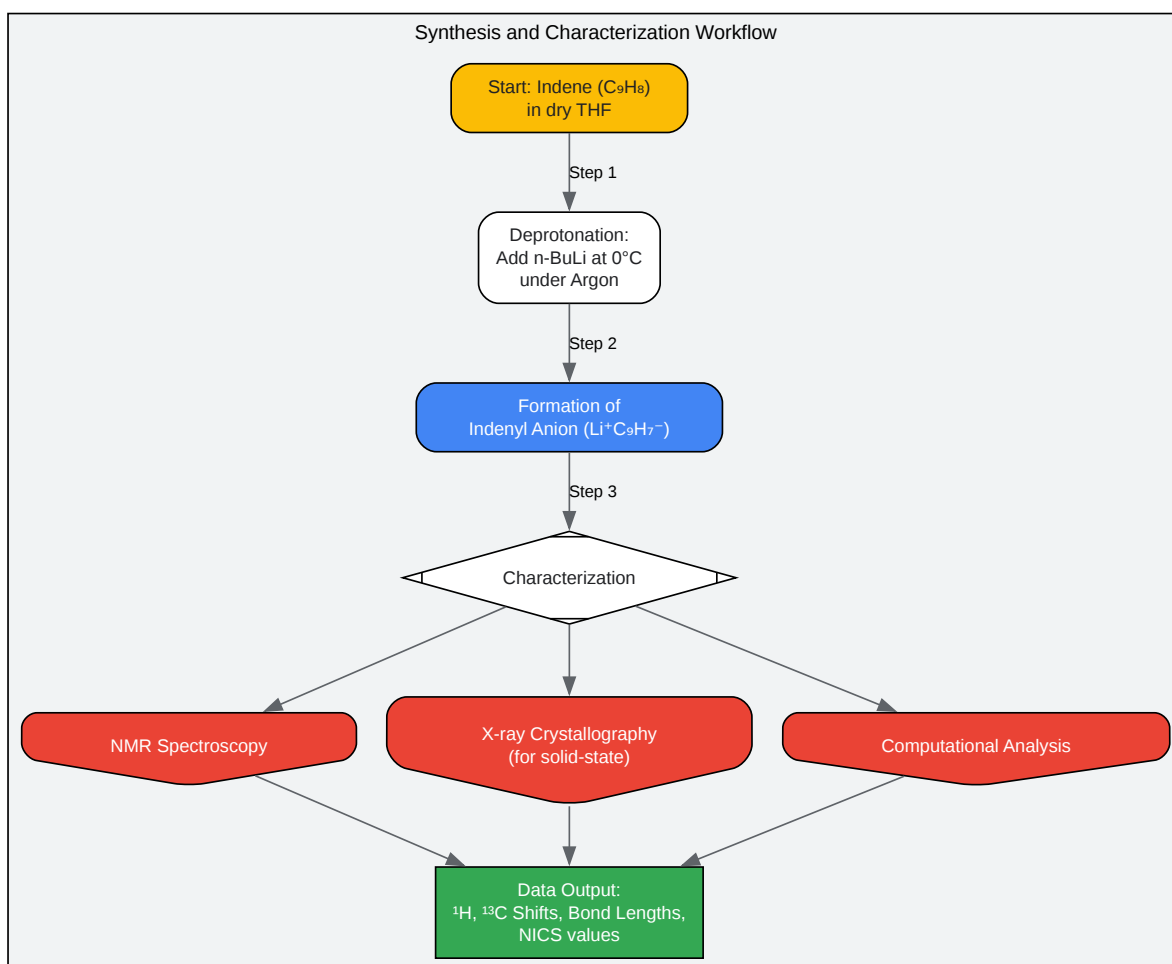 Synthesis and Characterization Workflow
Start: Indene (C₉H₈)
in dry THF
Step 1
Deprotonation:
Add n-BuLi at 0°C
under Argon
Step 2
Formation of
Indenyl Anion (Li⁺C₉H₇⁻)
Step 3
Characterization
NMR Spectroscopy
X-ray Crystallography
(for solid-state)
Computational Analysis
Data Output:
¹H, ¹³C Shifts, Bond Lengths,
NICS values